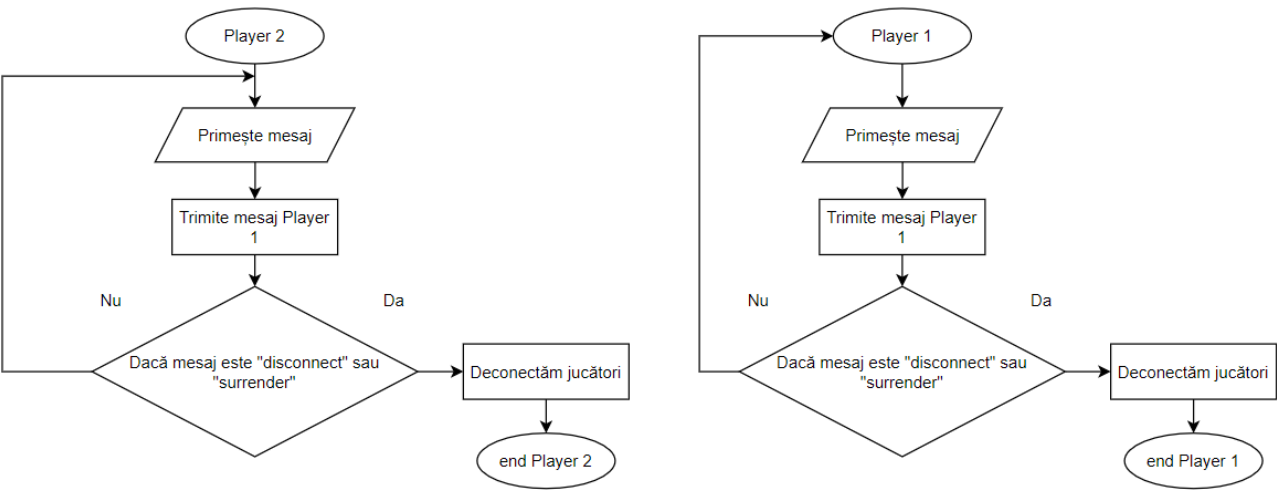 Player 2
Primește mesaj
Trimite mesaj Player
1
Nu
Da
Dacă mesaj este "disconnect" sau
"surrender"
Deconectăm jucători
end Player 2
Player 1
Primește mesaj
Trimite mesaj Player
1
Nu
Da
Dacă mesaj este "disconnect" sau
"surrender"
Deconectăm jucători
end Player 1